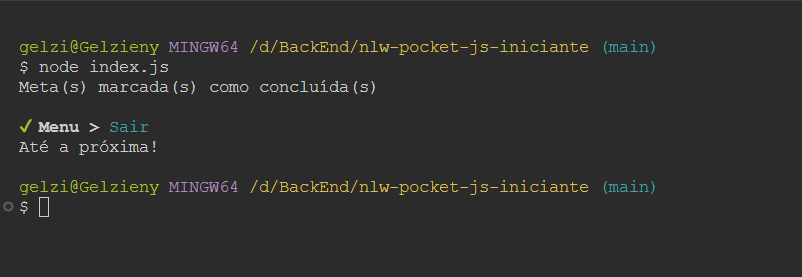 gelzi@Gelzieny MINGW64 /d/BackEnd/nlw-pocket-js-iniciante (main)
$ node index.js
Meta(s) marcada(s) como concluída(s)
✔ Menu > Sair
Até a próxima!
gelzi@Gelzieny MINGW64 /d/BackEnd/nlw-pocket-js-iniciante (main)
$